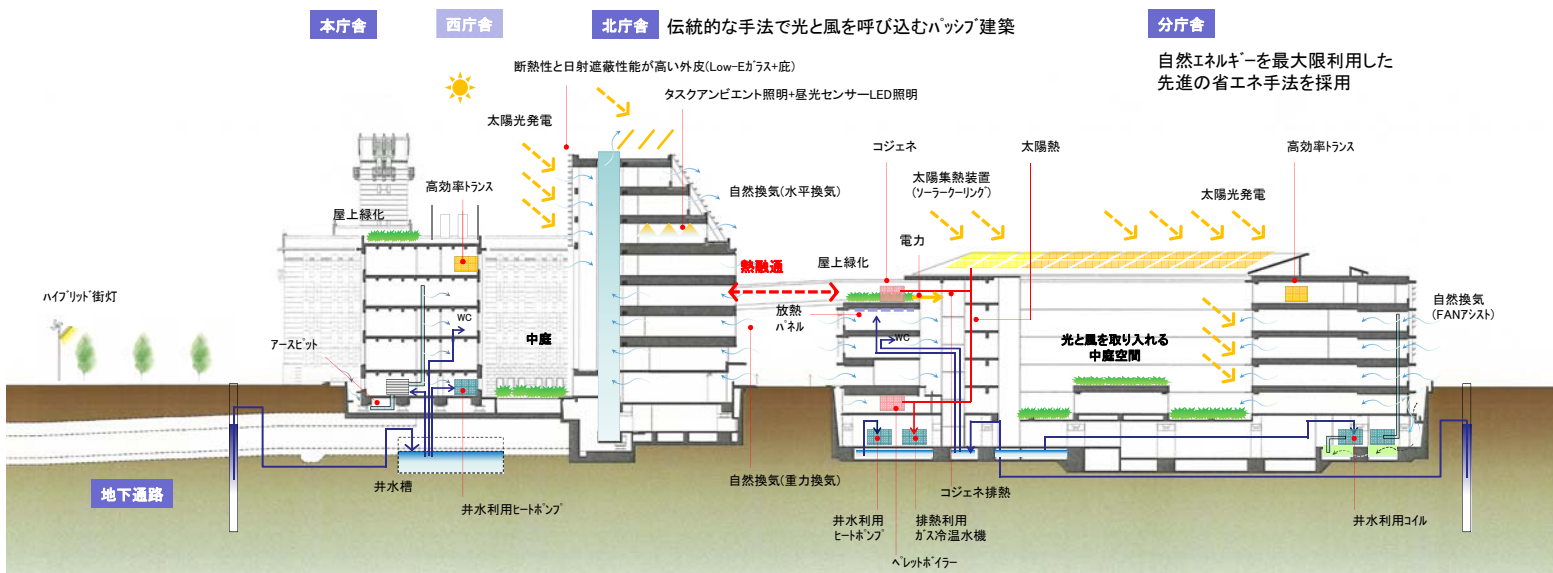 本庁舎
西庁舎
北庁舎
伝統的な手法で光と風を呼び込むﾊﾟｯｼﾌﾞ建築
分庁舎
自然ｴﾈﾙｷﾞｰを最大限利用した
先進の省エネ手法を採用
断熱性と日射遮蔽性能が高い外皮(Low-Eｶﾞﾗｽ+庇)
タスクアンビエント照明+昼光センサーLED照明
太陽光発電
高効率トランス
屋上緑化
自然換気(水平換気)
コジェネ
太陽熱
高効率トランス
太陽集熱装置
(ｿｰﾗｰｸｰﾘﾝｸﾞ)
太陽光発電
電力
熱融通
屋上緑化
ﾊｲﾌﾞﾘｯﾄﾞ街灯
WC
中庭
アースピット
放熱
ﾊﾟﾈﾙ
WC
光と風を取り入れる
中庭空間
自然換気
(FANアシスト)
地下通路
井水槽
井水利用ﾋｰﾄﾎﾟﾝﾌﾟ
自然換気(重力換気)
コジェネ排熱
井水利用
ﾋｰﾄﾎﾟﾝﾌﾟ
排熱利用
ｶﾞｽ冷温水機
ﾍﾟﾚｯﾄﾎﾞｲﾗｰ
井水利用ｺｲﾙ